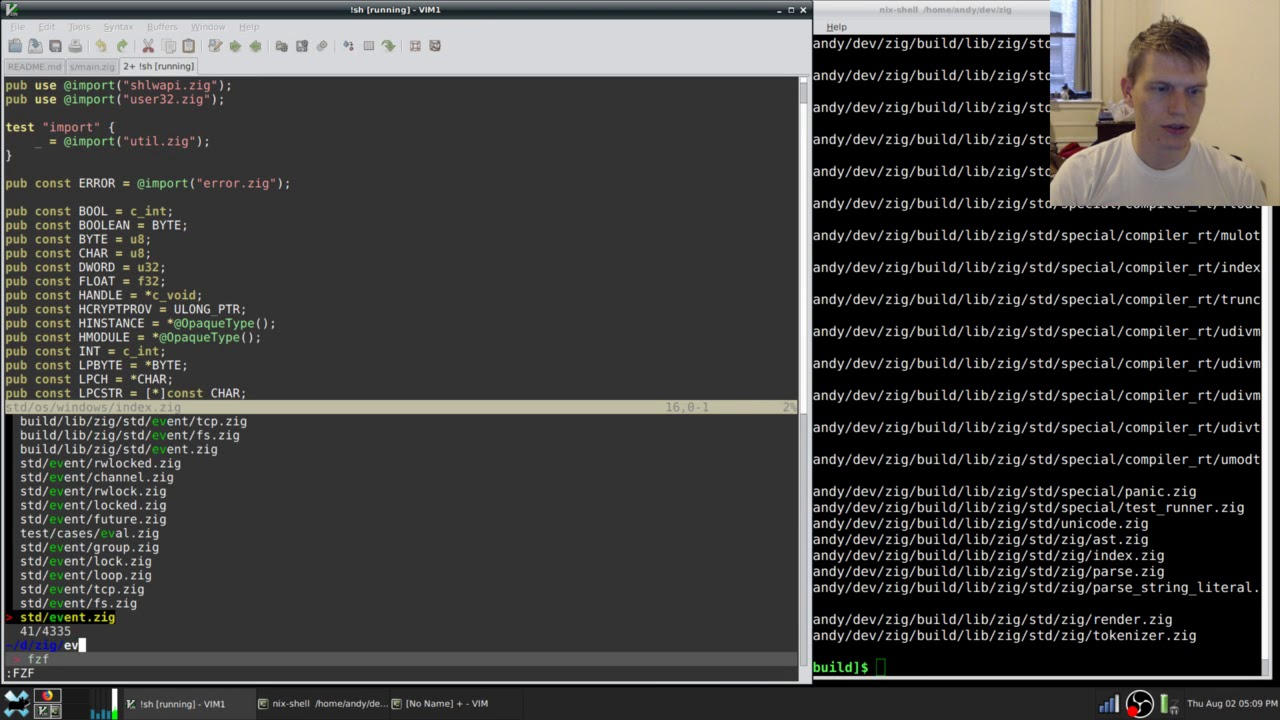 !sh [running] - VIM1
File Edit Tools Syntax Buffers Window Help
README.md s/main.zig 2+ !sh [running]
pub use @import("shlwapi.zig");
pub use @import("user32.zig");
test "import" {
_ = @import("util.zig");
}
pub const ERROR = @import("error.zig");
pub const BOOL = c_int;
pub const BOOLEAN = BYTE;
pub const BYTE = u8;
pub const CHAR = u8;
pub const DWORD = u32;
pub const FLOAT = f32;
pub const HANDLE = *c_void;
pub const HCRYPTPROV = ULONG_PTR;
pub const HINSTANCE = *@OpaqueType();
pub const HMODULE = *@OpaqueType();
pub const INT = c_int;
pub const LPBYTE = *BYTE;
pub const LPCH = *CHAR;
pub const LPCSTR = [*]const CHAR;
std/os/windows/index.zig 16,0-1 2%
build/lib/zig/std/event/tcp.zig
build/lib/zig/std/event/fs.zig
build/lib/zig/std/event.zig
std/event/rwlocked.zig
std/event/channel.zig
std/event/rwlock.zig
std/event/locked.zig
std/event/future.zig
test/cases/eval.zig
std/event/group.zig
std/event/lock.zig
std/event/loop.zig
std/event/tcp.zig
std/event/fs.zig
> std/event.zig
41/4335
~/d/zig/ev
> fzf
:FZF
nix-shell /home/andy/dev/zig
Help
andy/dev/zig/build/lib/zig/std
andy/dev/zig/build/lib/zig/std
andy/dev/zig/build/lib/zig/std
andy/dev/zig/build/lib/zig/std
andy/dev/zig/build/lib/zig/std
andy/dev/zig/build/lib/zig/std/special/compiler_rt/
andy/dev/zig/build/lib/zig/std/special/compiler_rt/mulot
andy/dev/zig/build/lib/zig/std/special/compiler_rt/index
andy/dev/zig/build/lib/zig/std/special/compiler_rt/trunc
andy/dev/zig/build/lib/zig/std/special/compiler_rt/udivm
andy/dev/zig/build/lib/zig/std/special/compiler_rt/udivm
andy/dev/zig/build/lib/zig/std/special/compiler_rt/udivm
andy/dev/zig/build/lib/zig/std/special/compiler_rt/udivt
andy/dev/zig/build/lib/zig/std/special/compiler_rt/umodt
andy/dev/zig/build/lib/zig/std/special/panic.zig
andy/dev/zig/build/lib/zig/std/special/test_runner.zig
andy/dev/zig/build/lib/zig/std/unicode.zig
andy/dev/zig/build/lib/zig/std/zig/ast.zig
andy/dev/zig/build/lib/zig/std/zig/index.zig
andy/dev/zig/build/lib/zig/std/zig/parse.zig
andy/dev/zig/build/lib/zig/std/zig/parse_string_literal.
andy/dev/zig/build/lib/zig/std/zig/render.zig
andy/dev/zig/build/lib/zig/std/zig/tokenizer.zig
build]$
!sh [running] - VIM1 nix-shell /home/andy/de... [No Name] + - VIM Thu Aug 02 05:09 PM